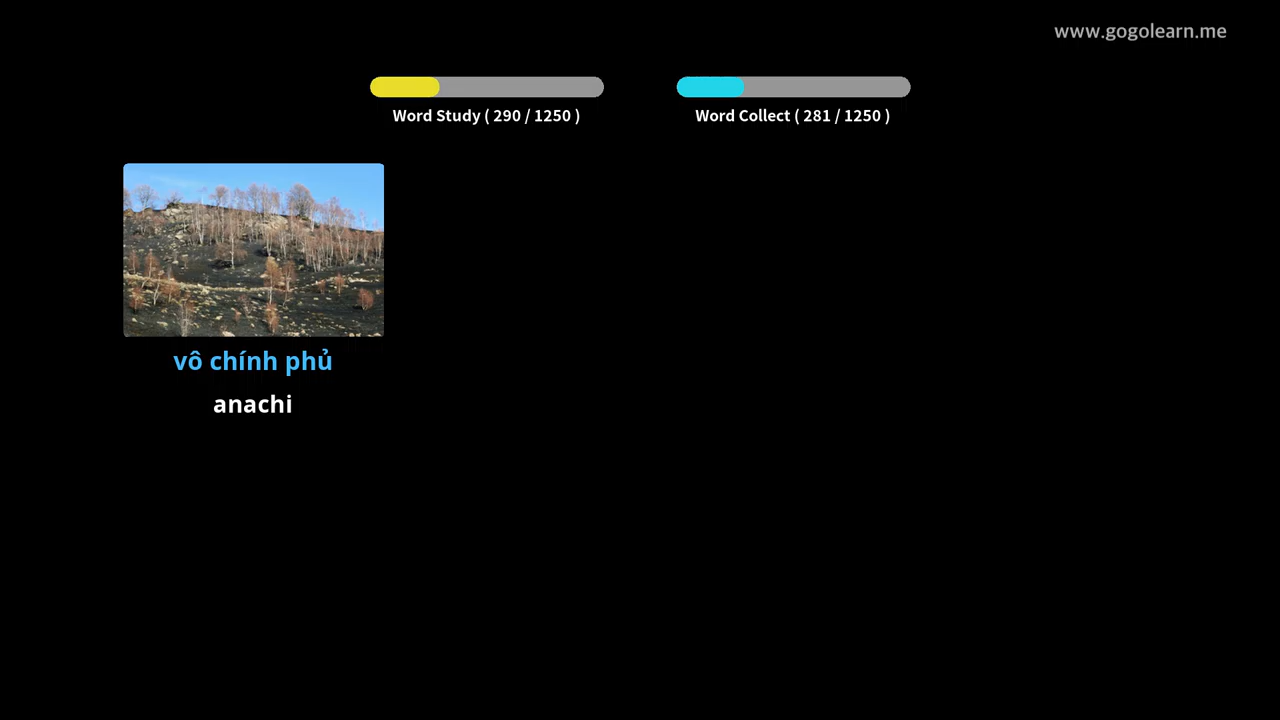 www.gogolearn.me
Word Study ( 290 / 1250 )
Word Collect ( 281 / 1250 )
vô chính phủ
anachi